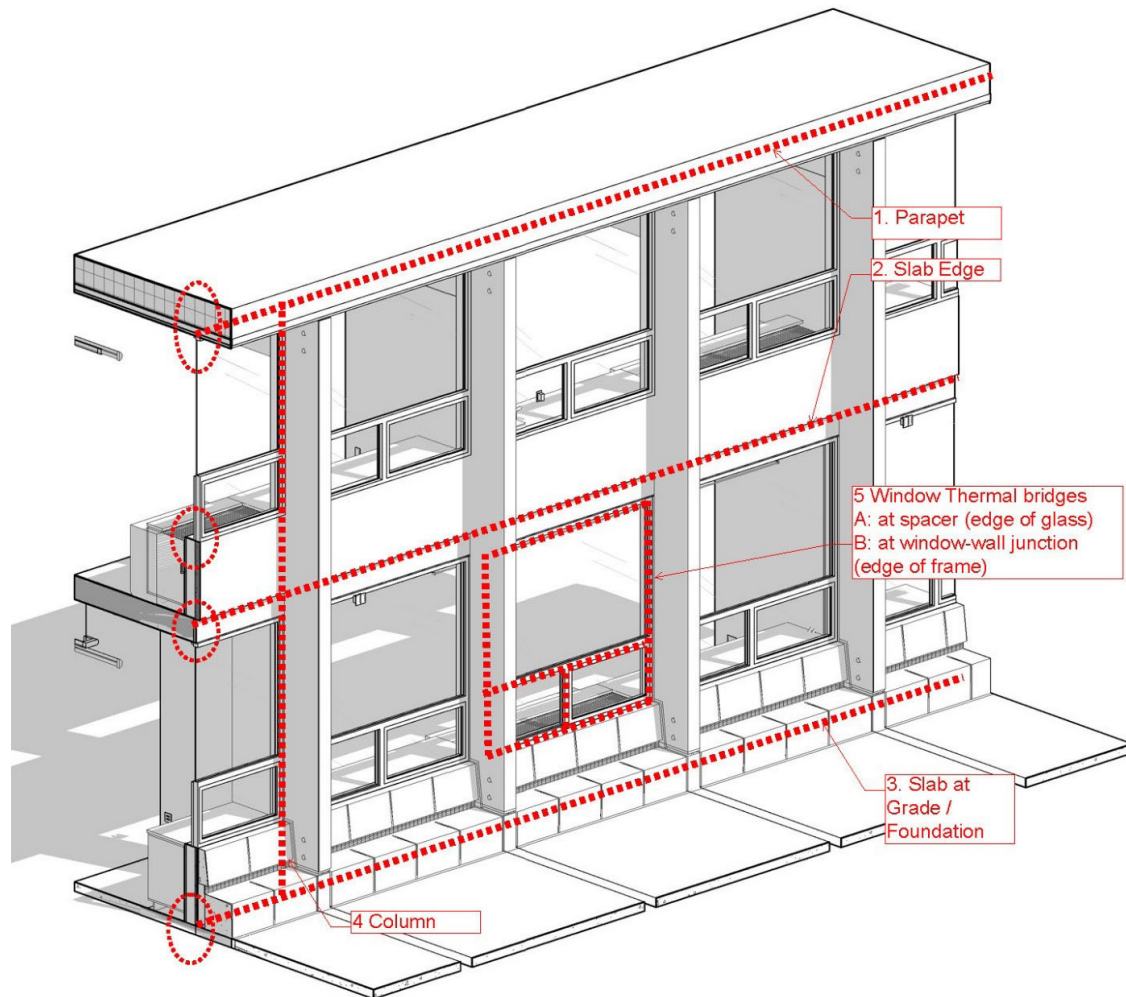 1. Parapet
2. Slab Edge
5 Window Thermal bridges
A: at spacer (edge of glass)
B: at window-wall junction
(edge of frame)
3. Slab at
Grade /
Foundation
4 Column